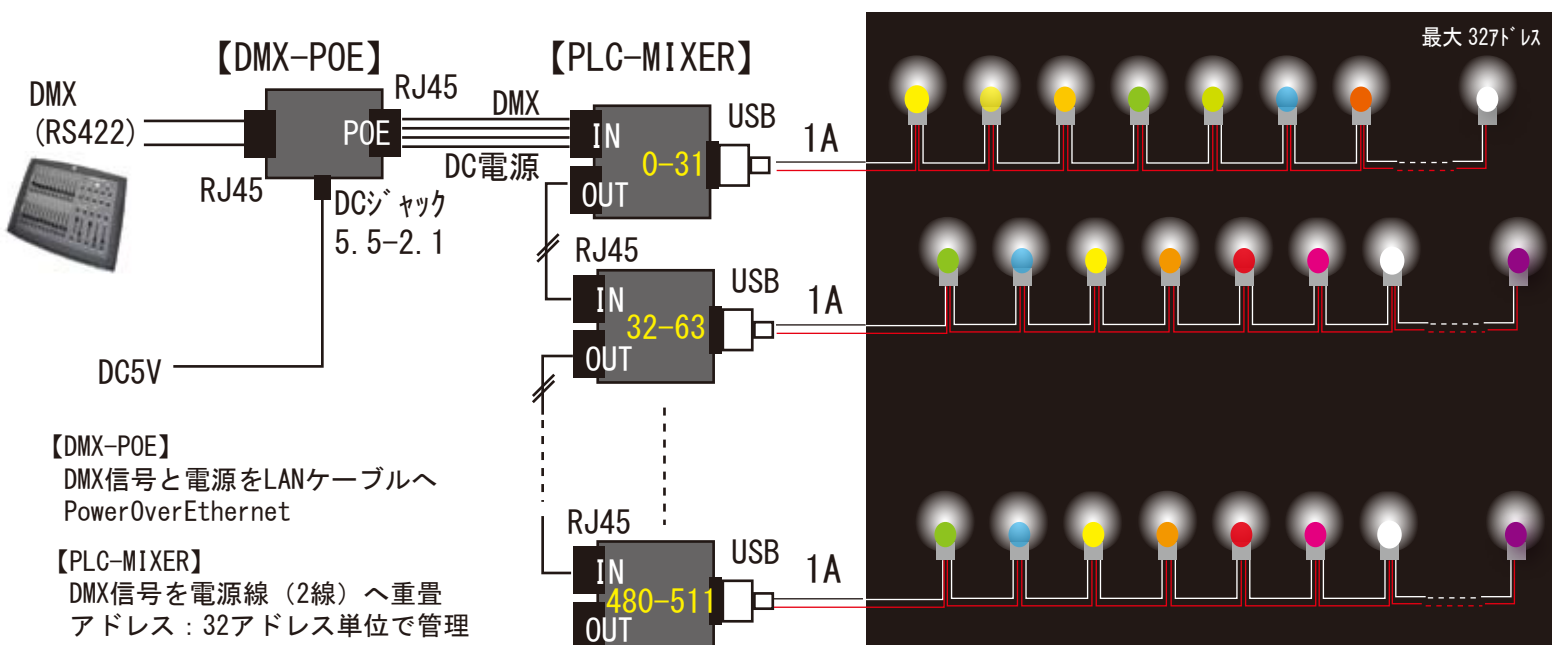 【DMX-POE】
【PLC-MIXER】
最大 32アドレス
DMX
(RS422)
RJ45
POE
RJ45
DCジャック
5.5-2.1
DC5V
DMX
DC電源
IN
0-31
OUT
USB
1A
RJ45
IN
32-63
OUT
USB
1A
RJ45
IN
480-511
OUT
USB
1A
【DMX-POE】
DMX信号と電源をLANケーブルへ
PowerOverEthernet
【PLC-MIXER】
DMX信号を電源線（2線）へ重畳
アドレス：32アドレス単位で管理